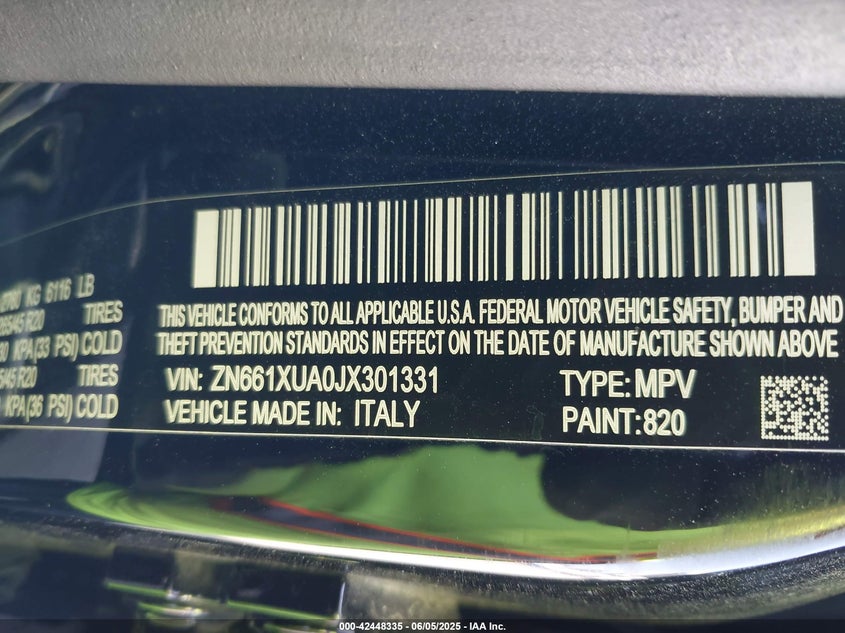 KG 6116 LB
R20 TIRES
KPA (33 PSI) COLD
R20 TIRES
KPA (36 PSI) COLD
THIS VEHICLE CONFORMS TO ALL APPLICABLE U.S.A. FEDERAL MOTOR VEHICLE SAFETY, BUMPER AND
THEFT PREVENTION STANDARDS IN EFFECT ON THE DATE OF MANUFACTURE SHOWN ABOVE
VIN: ZN661XUA0JX301331 TYPE: MPV
VEHICLE MADE IN: ITALY PAINT: 820
000-42448335 - 06/05/2025 - IAA Inc.